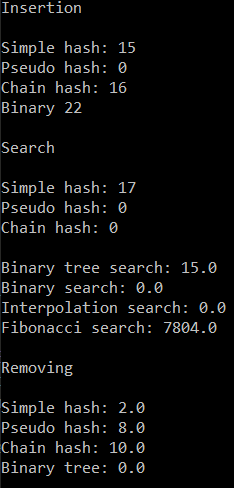 Insertion
Simple hash: 15
Pseudo hash: 0
Chain hash: 16
Binary 22
Search
Simple hash: 17
Pseudo hash: 0
Chain hash: 0
Binary tree search: 15.0
Binary search: 0.0
Interpolation search: 0.0
Fibonacci search: 7804.0
Removing
Simple hash: 2.0
Pseudo hash: 8.0
Chain hash: 10.0
Binary tree: 0.0